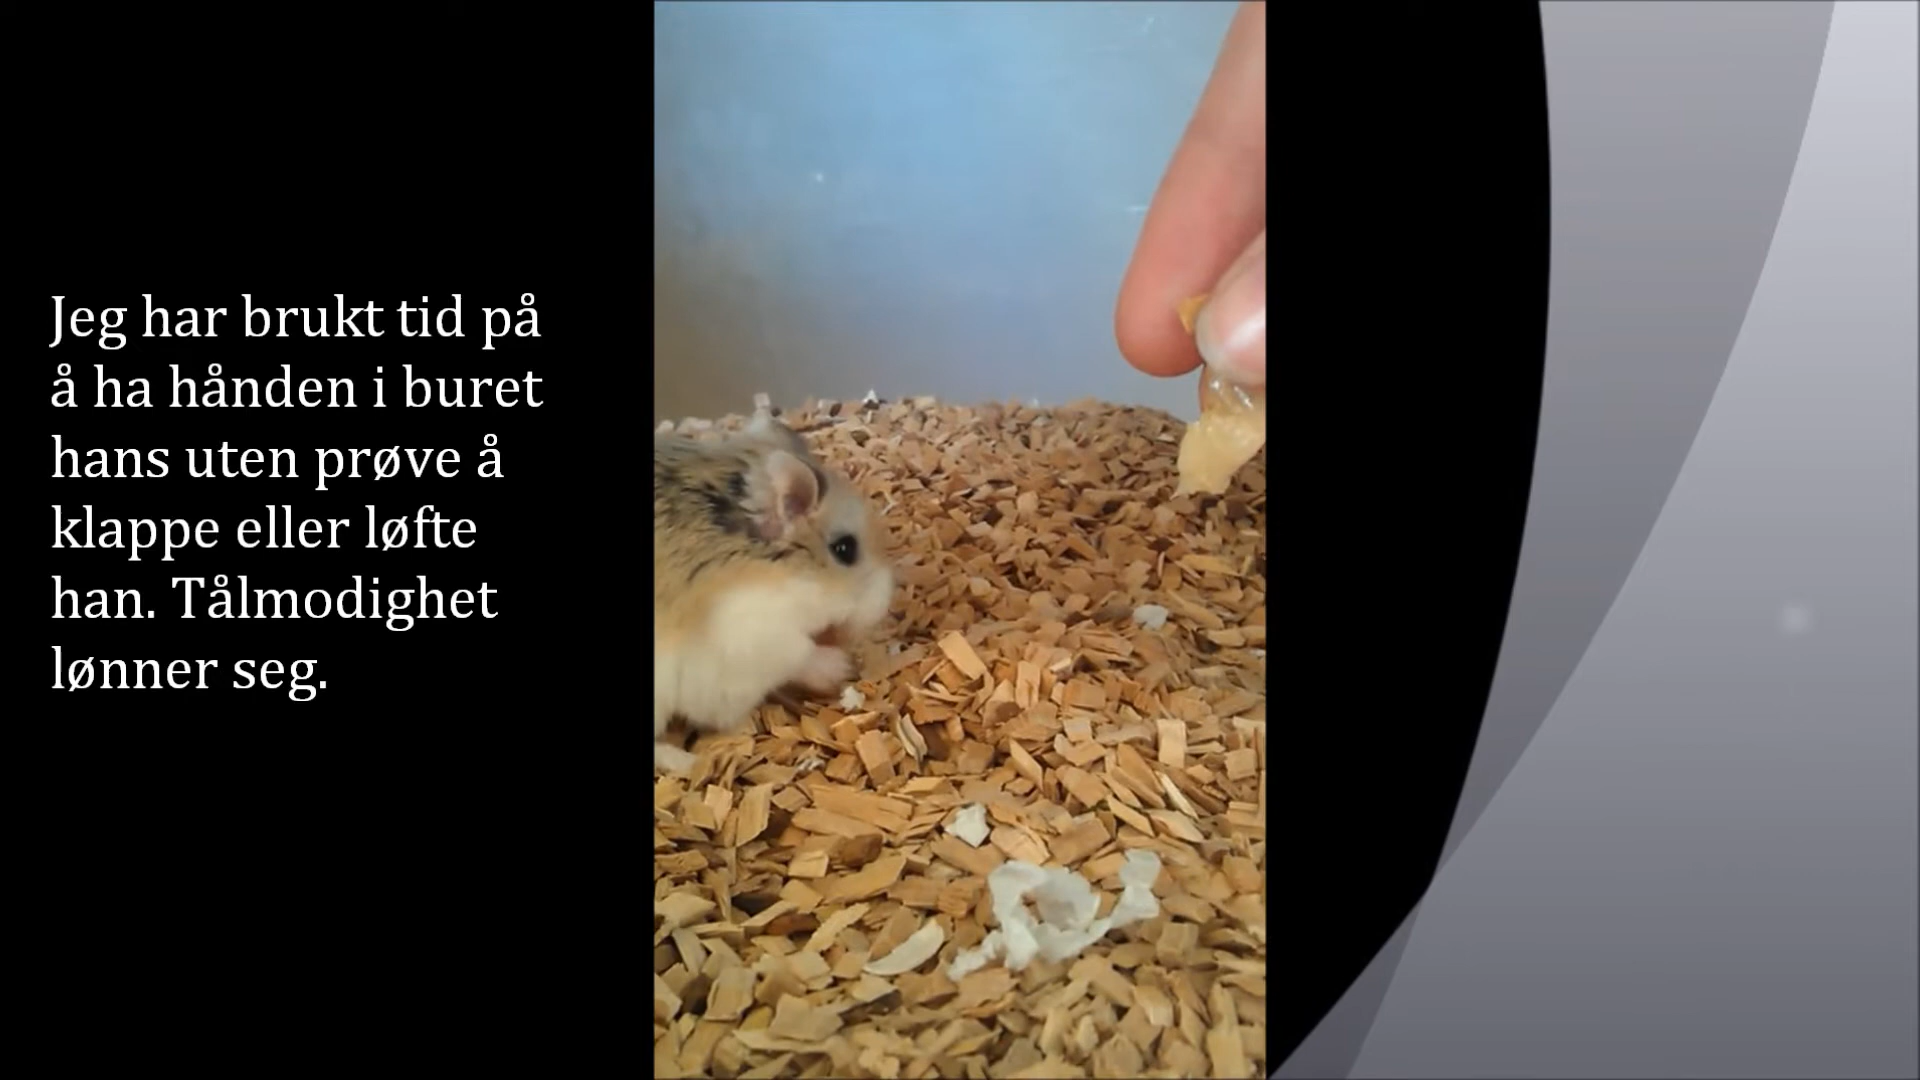 Jeg har brukt tid på
å ha hånden i buret
hans uten prøve å
klappe eller løfte
han. Tålmodighet
lønner seg.